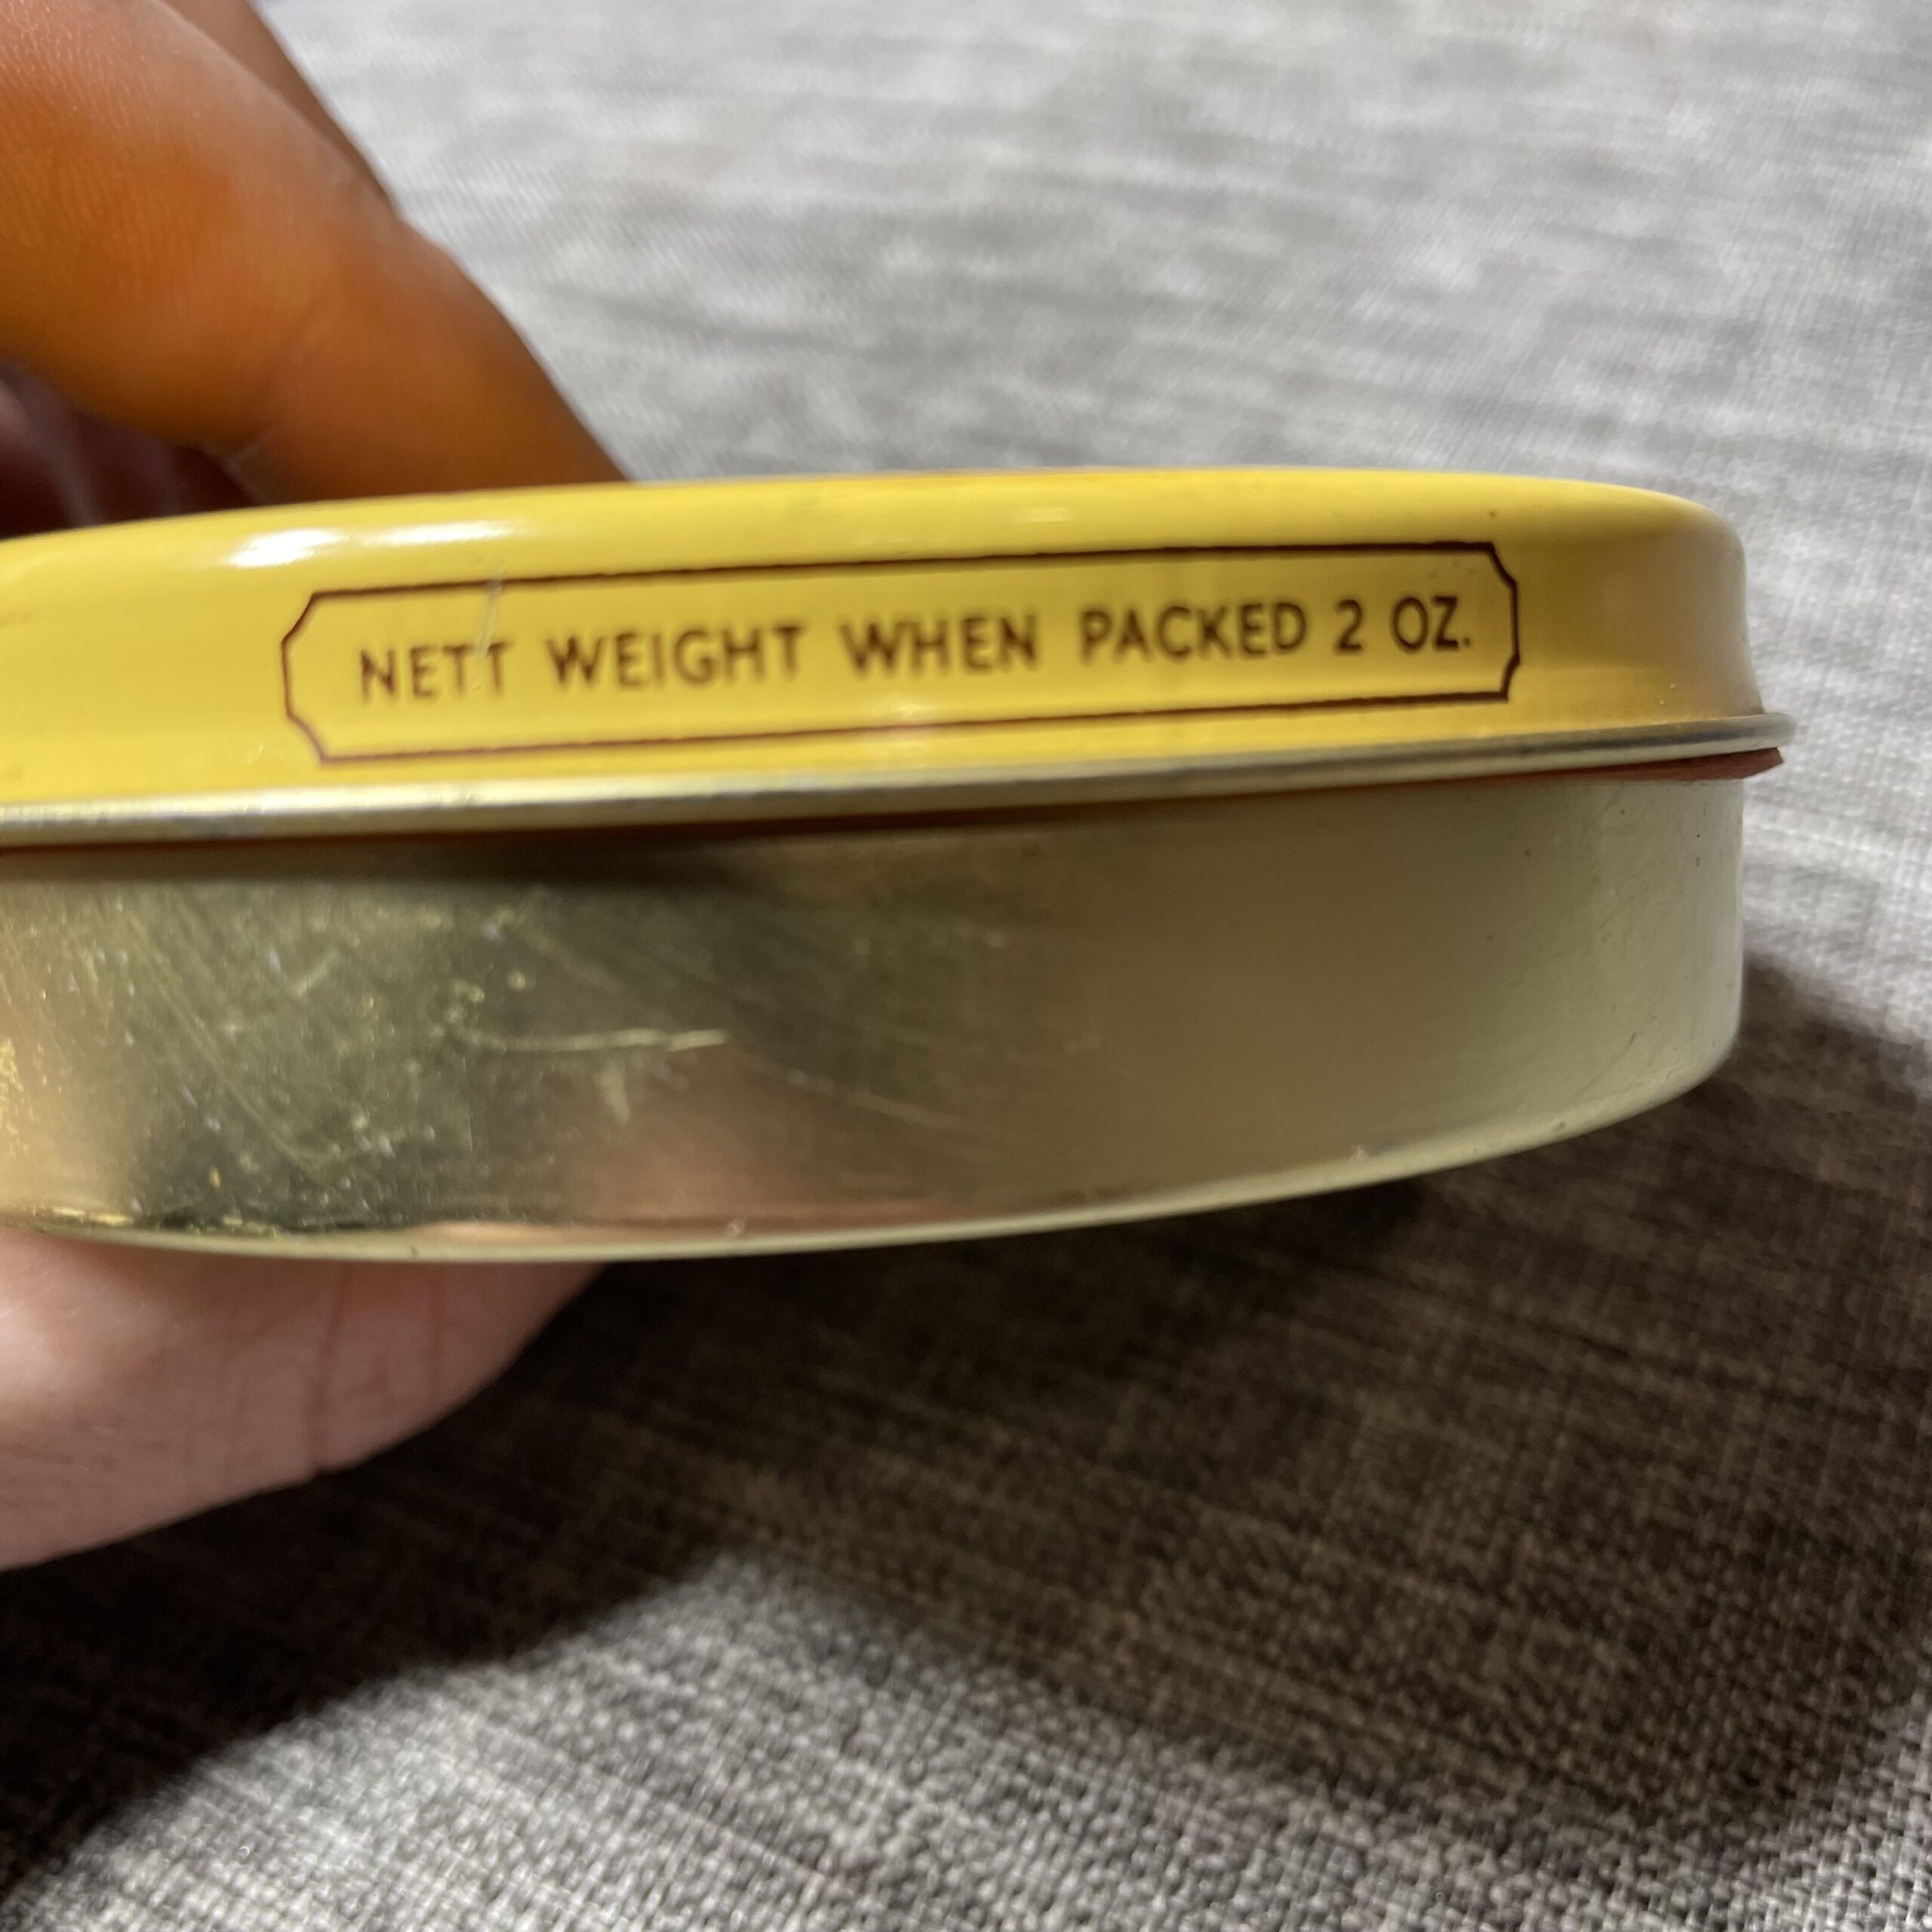 NETT WEIGHT WHEN PACKED 2 OZ.